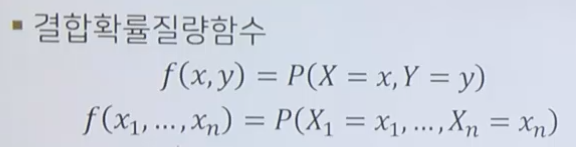 ▪ 결합확률질량함수
f(x, y) = P(X = x, Y = y)
f(x₁, …, xₙ) = P(X₁ = x₁, …, Xₙ = xₙ)